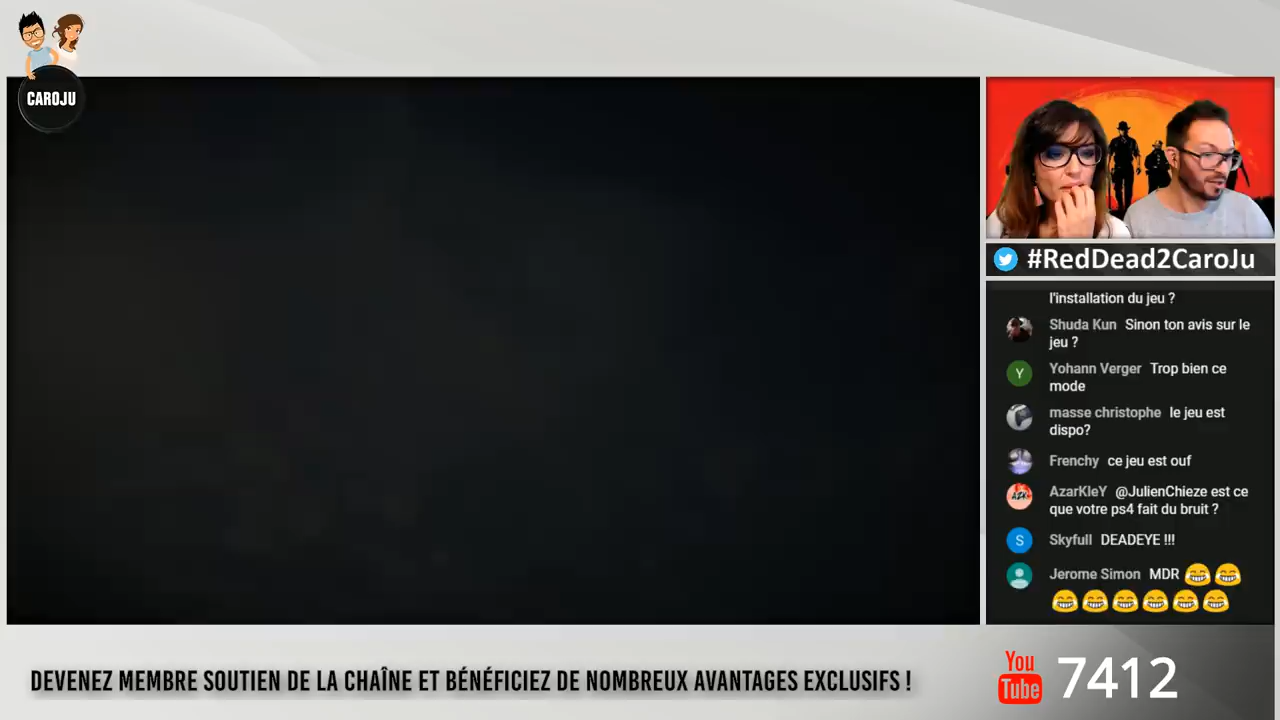 CAROJU
#RedDead2CaroJu
l'installation du jeu ?
Shuda Kun Sinon ton avis sur le
jeu ?
Y
Yohann Verger Trop bien ce
mode
masse christophe le jeu est
dispo?
Frenchy ce jeu est ouf
AzarKleY @JulienChieze est ce
que votre ps4 fait du bruit ?
S
Skyfull DEADEYE !!!
Jerome Simon MDR 😂😂
😂😂😂😂😂😂
DEVENEZ MEMBRE SOUTIEN DE LA CHAÎNE ET BÉNÉFICIEZ DE NOMBREUX AVANTAGES EXCLUSIFS !
You
Tube
7412